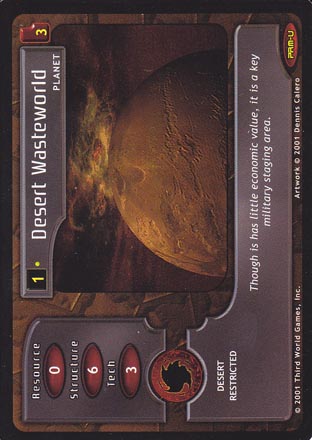 1
Desert Wasteworld
PLANET
3
Resource
0
Structure
6
Tech
3
DESERT
RESTRICTED
Though is has little economic value, it is a key
military staging area.
PRM-U
© 2001 Third World Games, Inc.
Artwork © 2001 Dennis Calero